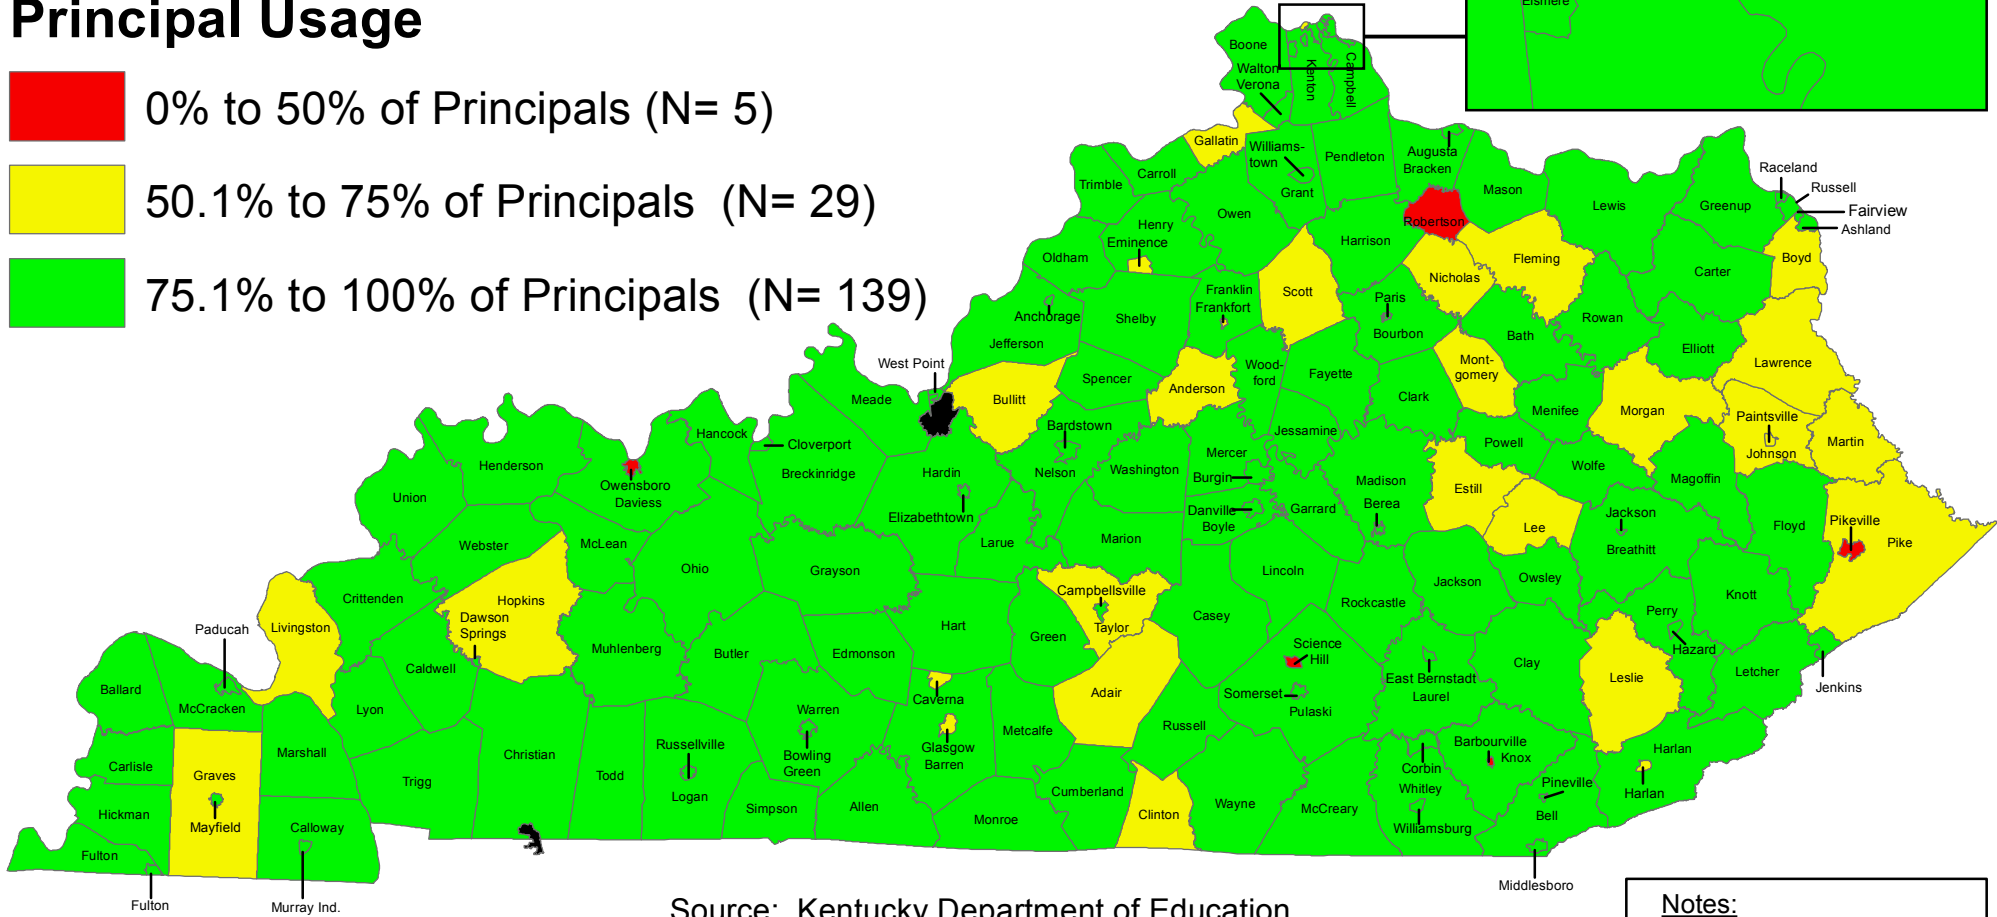 Principal Usage
0% to 50% of Principals (N= 5)
50.1% to 75% of Principals (N= 29)
75.1% to 100% of Principals (N= 139)
Elsmere
Boone
Walton
Verona
Kenton
Campbell
Gallatin
Williams-
town
Grant
Pendleton
Augusta
Bracken
Mason
Robertson
Lewis
Greenup
Raceland
Russell
Fairview
Ashland
Boyd
Carter
Trimble
Carroll
Owen
Henry
Eminence
Oldham
Harrison
Nicholas
Fleming
Scott
Franklin
Frankfort
Paris
Bourbon
Anchorage
Jefferson
Shelby
Rowan
Bath
Elliott
Lawrence
West Point
Meade
Bullitt
Spencer
Anderson
Wood-
ford
Fayette
Clark
Mont-
gomery
Menifee
Morgan
Paintsville
Johnson
Martin
Hancock
Cloverport
Breckinridge
Henderson
Owensboro
Daviess
Union
Hardin
Elizabethtown
Bardstown
Nelson
Washington
Mercer
Burgin
Danville
Boyle
Jessamine
Garrard
Madison
Berea
Powell
Estill
Lee
Wolfe
Magoffin
Jackson
Breathitt
Floyd
Pikeville
Pike
Webster
McLean
Ohio
Grayson
Larue
Marion
Lincoln
Jackson
Owsley
Knott
Crittenden
Hopkins
Dawson
Springs
Livingston
Paducah
Ballard
McCracken
Caldwell
Lyon
Muhlenberg
Butler
Edmonson
Hart
Green
Campbellsville
Taylor
Casey
Rockcastle
Science
Hill
Somerset
Pulaski
East Bernstadt
Laurel
Clay
Perry
Hazard
Leslie
Letcher
Jenkins
Caverna
Adair
Russell
Metcalfe
Glasgow
Barren
Warren
Bowling
Green
Russellville
Logan
Todd
Christian
Trigg
Marshall
Carlisle
Graves
Mayfield
Hickman
Fulton
Fulton
Calloway
Murray Ind.
Simpson
Allen
Monroe
Cumberland
Clinton
Wayne
McCreary
Corbin
Whitley
Williamsburg
Barbourville
Knox
Pineville
Bell
Middlesboro
Harlan
Harlan
Source: Kentucky Department of Education
Notes: